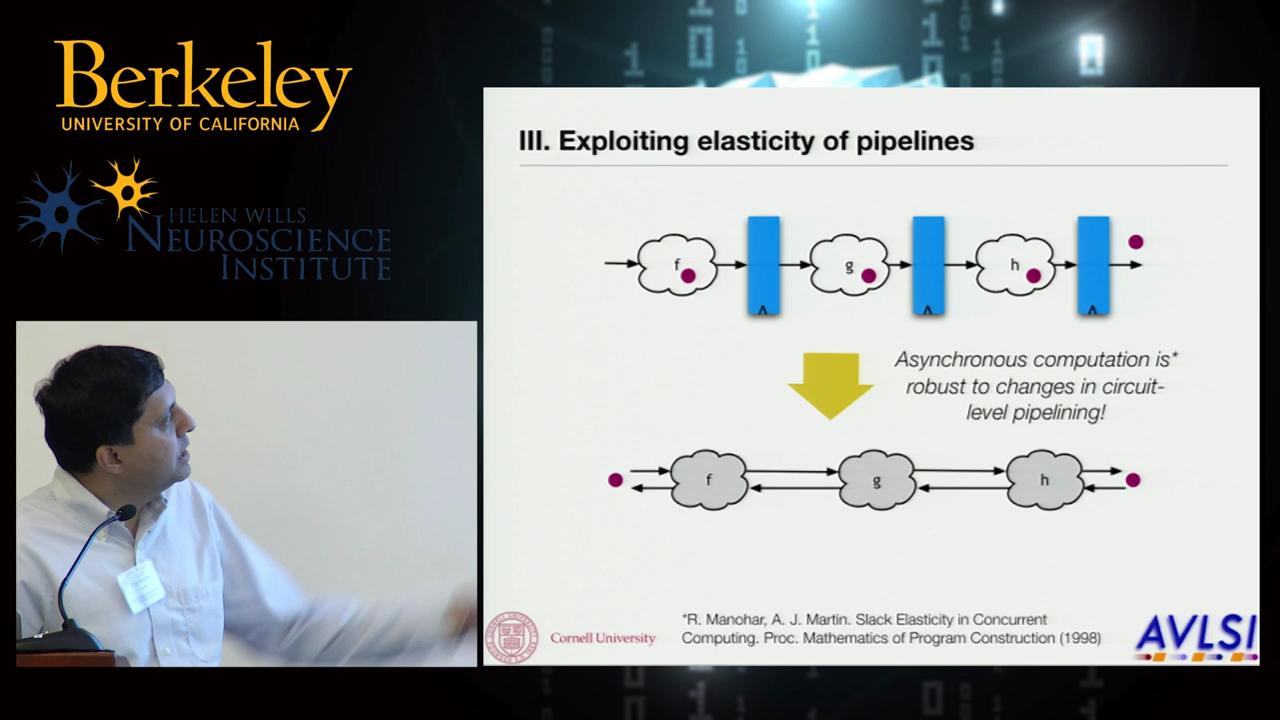 Berkeley
UNIVERSITY OF CALIFORNIA
HELEN WILLS
NEUROSCIENCE
INSTITUTE
III. Exploiting elasticity of pipelines
f
g
h
Asynchronous computation is*
robust to changes in circuit-
level pipelining!
f
g
h
Cornell University
*R. Manohar, A. J. Martin. Slack Elasticity in Concurrent
Computing. Proc. Mathematics of Program Construction (1998)
AVLSI